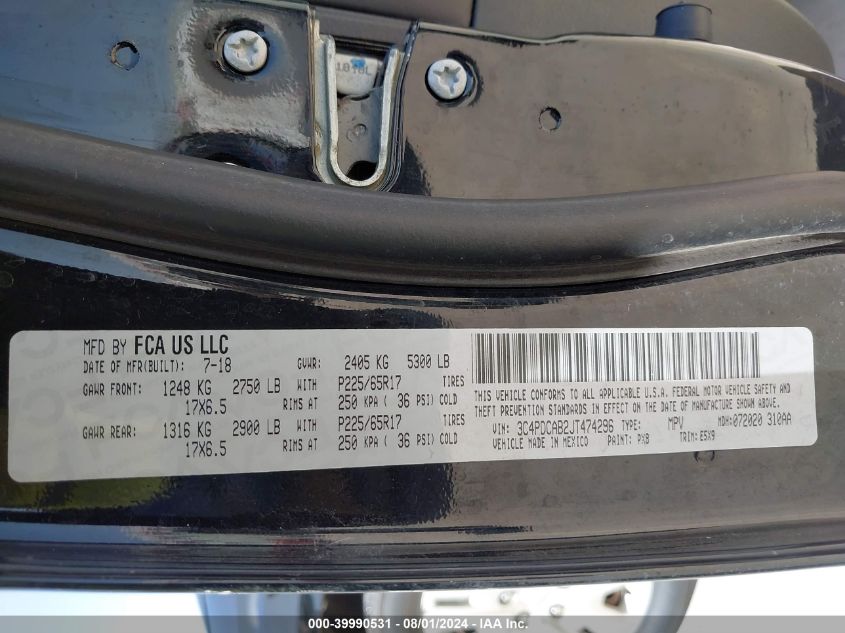 1818L
MFD BY FCA US LLC
DATE OF MFR(BUILT): 7-18 GVWR: 2405 KG 5300 LB
GAWR FRONT: 1248 KG 2750 LB WITH P225/65R17 TIRES
17X6.5 RIMS AT 250 KPA ( 36 PSI) COLD
GAWR REAR: 1316 KG 2900 LB WITH P225/65R17 TIRES
17X6.5 RIMS AT 250 KPA ( 36 PSI) COLD
THIS VEHICLE CONFORMS TO ALL APPLICABLE U.S.A. FEDERAL MOTOR VEHICLE SAFETY AND
THEFT PREVENTION STANDARDS IN EFFECT ON THE DATE OF MANUFACTURE SHOWN ABOVE.
VIN: 3C4PDCAB2JT474296 TYPE: MPV MDH:072020 310AA
VEHICLE MADE IN MEXICO PAINT: PXB TRIM: E5X9
000-39990531 - 08/01/2024 - IAA Inc.